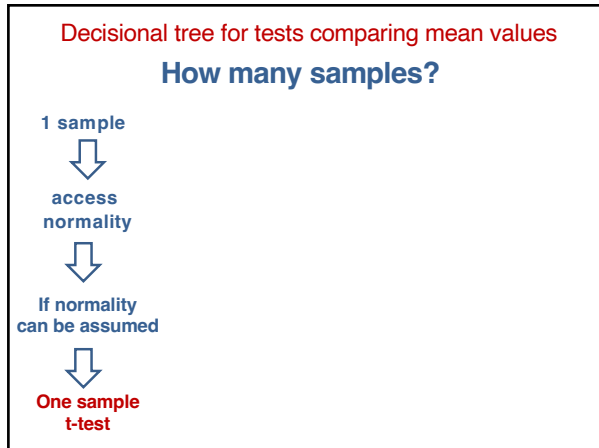 Decisional tree for tests comparing mean values
How many samples?
1 sample
access
normality
If normality
can be assumed
One sample
t-test